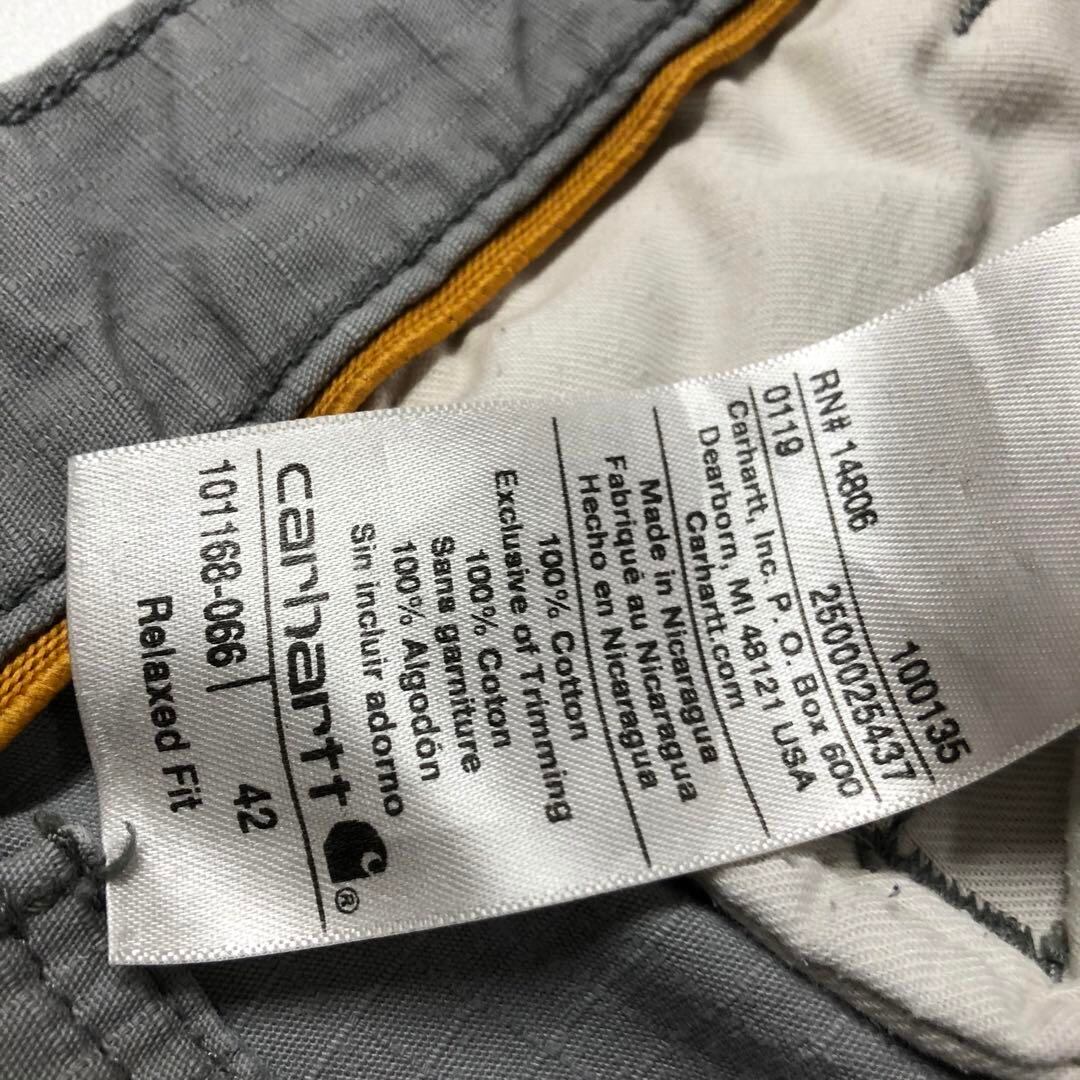 RN# 14806 100135
0119 2500025437
Carhartt, Inc. P. O. Box 600
Dearborn, MI 48121 USA
Carhartt.com
Made in Nicaragua
Fabriqué au Nicaragua
Hecho en Nicaragua
100% Cotton
Exclusive of Trimming
100% Coton
Sans garniture
100% Algodón
Sin incluir adorno
carhartt ®
101168-066 42
Relaxed Fit